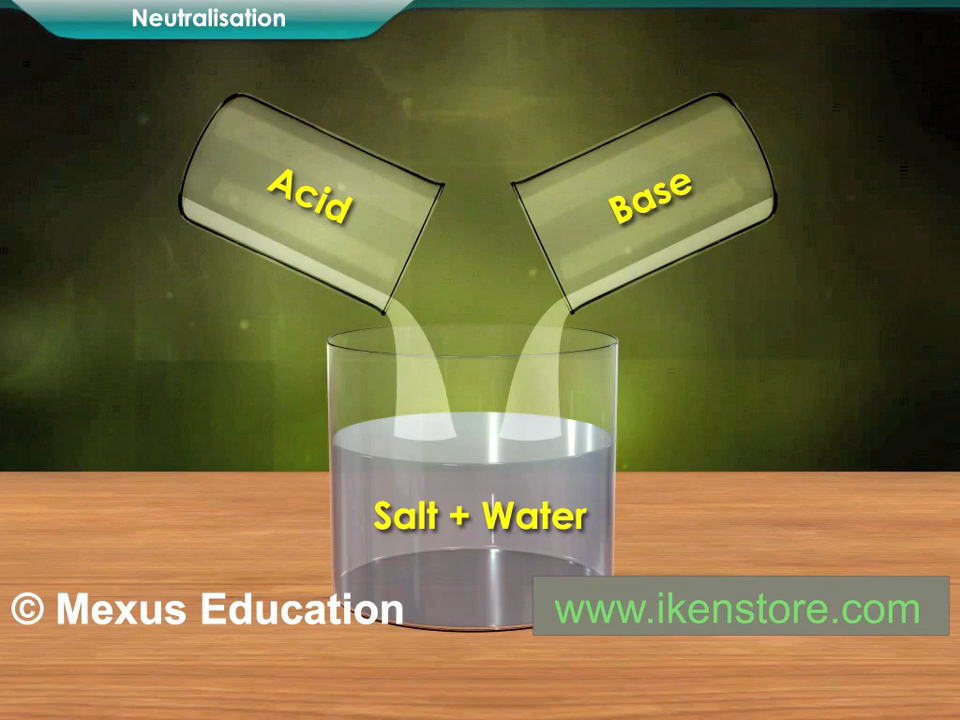 Neutralisation
Acid
Base
Salt + Water
© Mexus Education
www.ikenstore.com